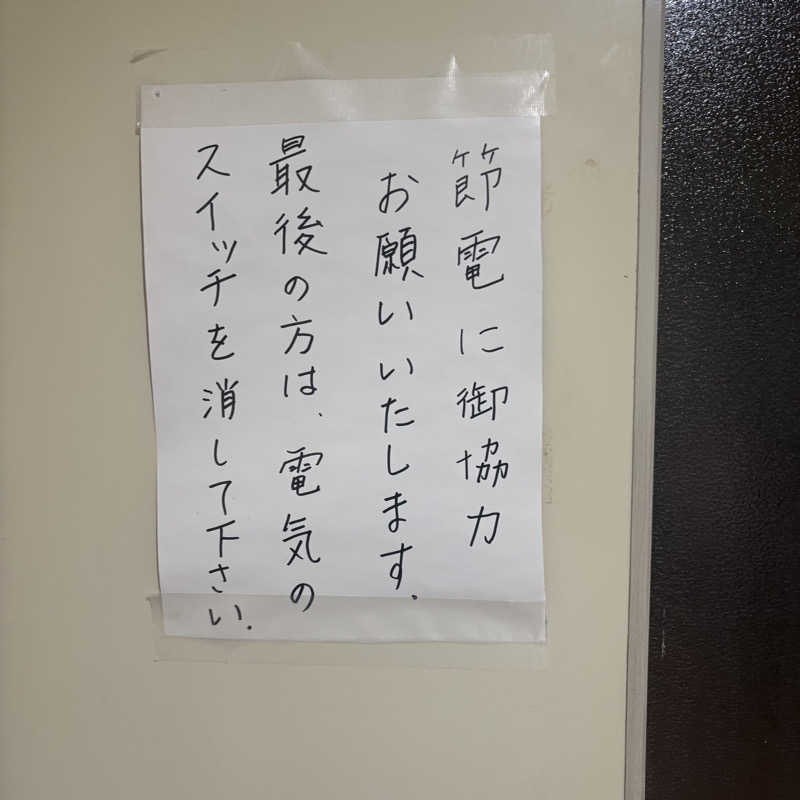 節電に御協力
お願いいたします.
最後の方は、電気の
スイッチを消して下さい.